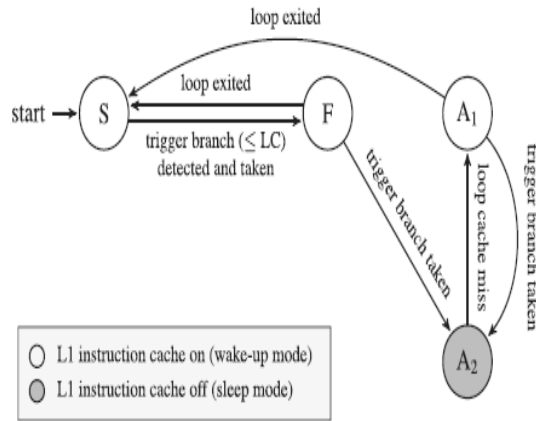 loop exited
loop exited
start
S
F
A1
trigger branch (≤ LC)
detected and taken
trigger branch taken
loop cache miss
trigger branch taken
A2
L1 instruction cache on (wake-up mode)
L1 instruction cache off (sleep mode)